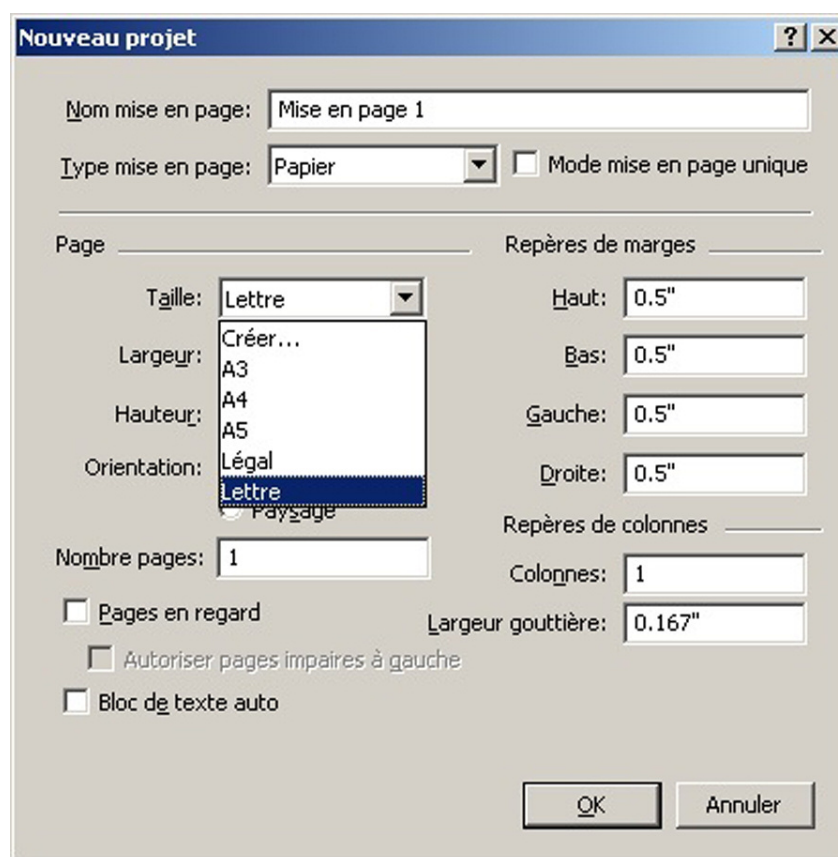 Nouveau projet
Nom mise en page: Mise en page 1
Type mise en page: Papier Mode mise en page unique
Page
Taille: Lettre
Créer...
A3
A4
A5
Légal
Lettre
Largeur:
Hauteur:
Orientation:
Paysage
Nombre pages: 1
Pages en regard
Autoriser pages impaires à gauche
Bloc de texte auto
Repères de marges
Haut: 0.5"
Bas: 0.5"
Gauche: 0.5"
Droite: 0.5"
Repères de colonnes
Colonnes: 1
Largeur gouttière: 0.167"
OK Annuler